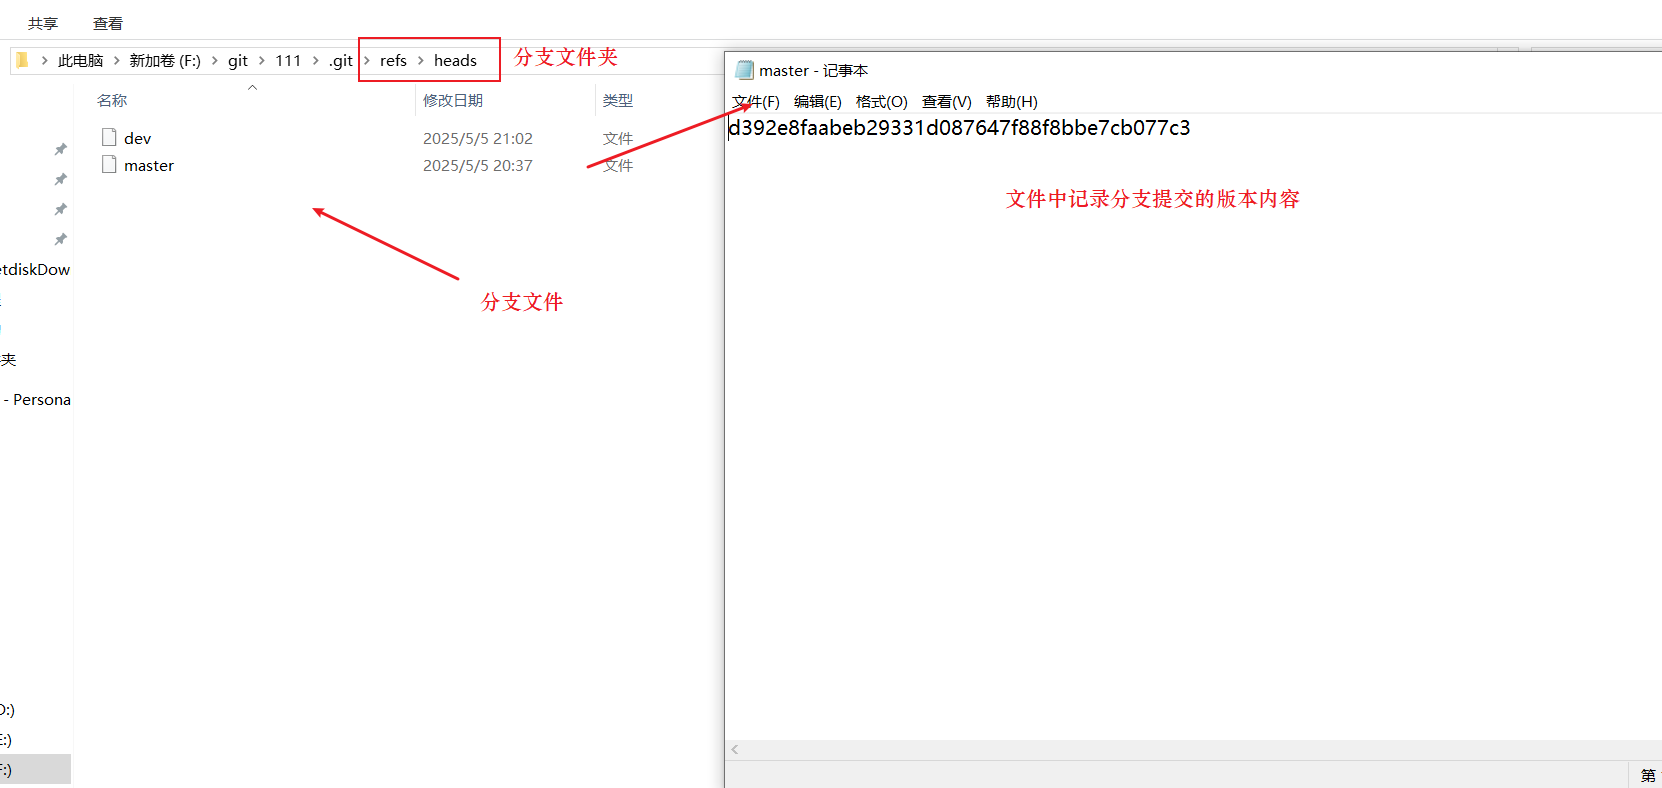 共享 查看
此电脑 新加卷 (F:) git 111 .git refs heads
分支文件夹
名称 修改日期 类型
dev 2025/5/5 21:02 文件
master 2025/5/5 20:37 文件
分支文件
etdiskDow
夹
- Persona
D:)
E:)
F:)
master - 记事本
文件(F) 编辑(E) 格式(O) 查看(V) 帮助(H)
d392e8faabeb29331d087647f88f8bbe7cb077c3
文件中记录分支提交的版本内容
第